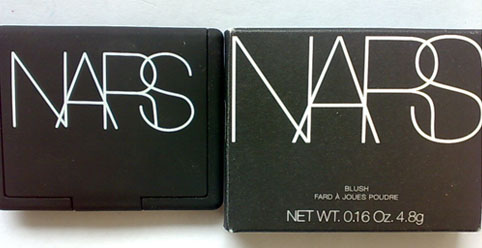 NARS
NARS
BLUSH
FARD À JOUES POUDRE
NET WT. 0.16 Oz. 4.8g